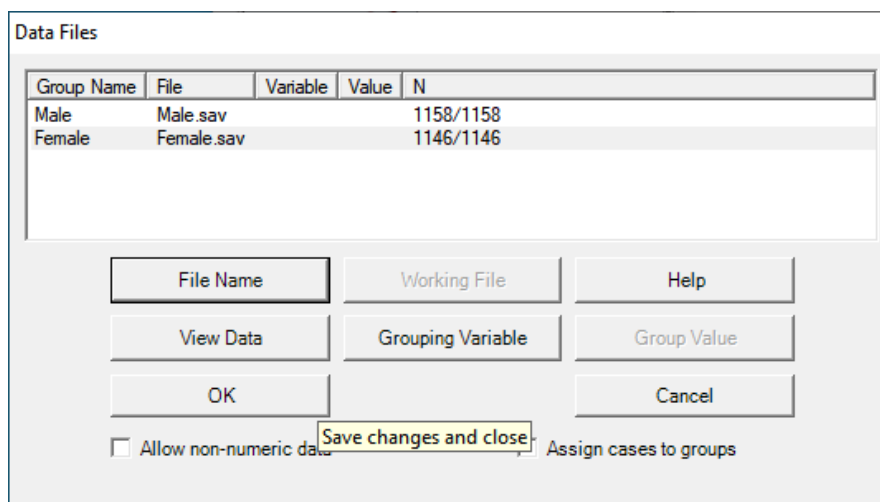 Data Files
Group Name File Variable Value N
Male Male.sav 1158/1158
Female Female.sav 1146/1146
File Name Working File Help
View Data Grouping Variable Group Value
OK Cancel
Save changes and close
Allow non-numeric data Assign cases to groups